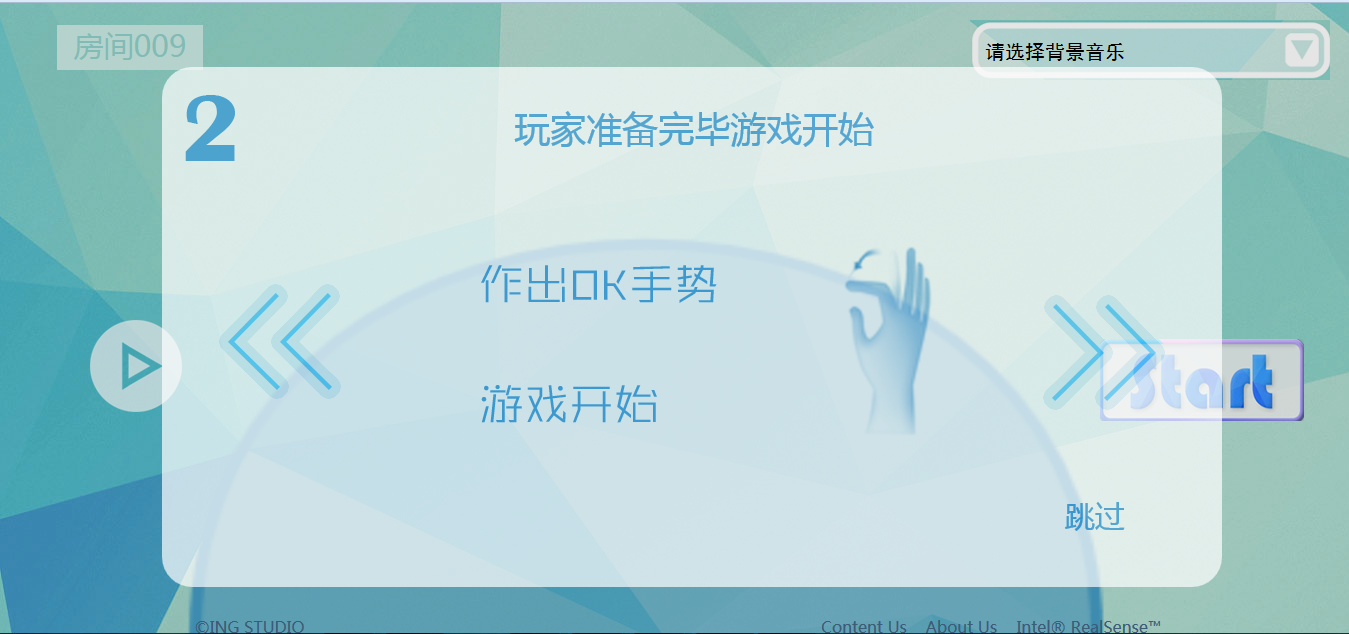 房间009
请选择背景音乐
2
玩家准备完毕游戏开始
作出OK手势
游戏开始
Start
跳过
©ING STUDIO
Content Us About Us Intel® RealSense™